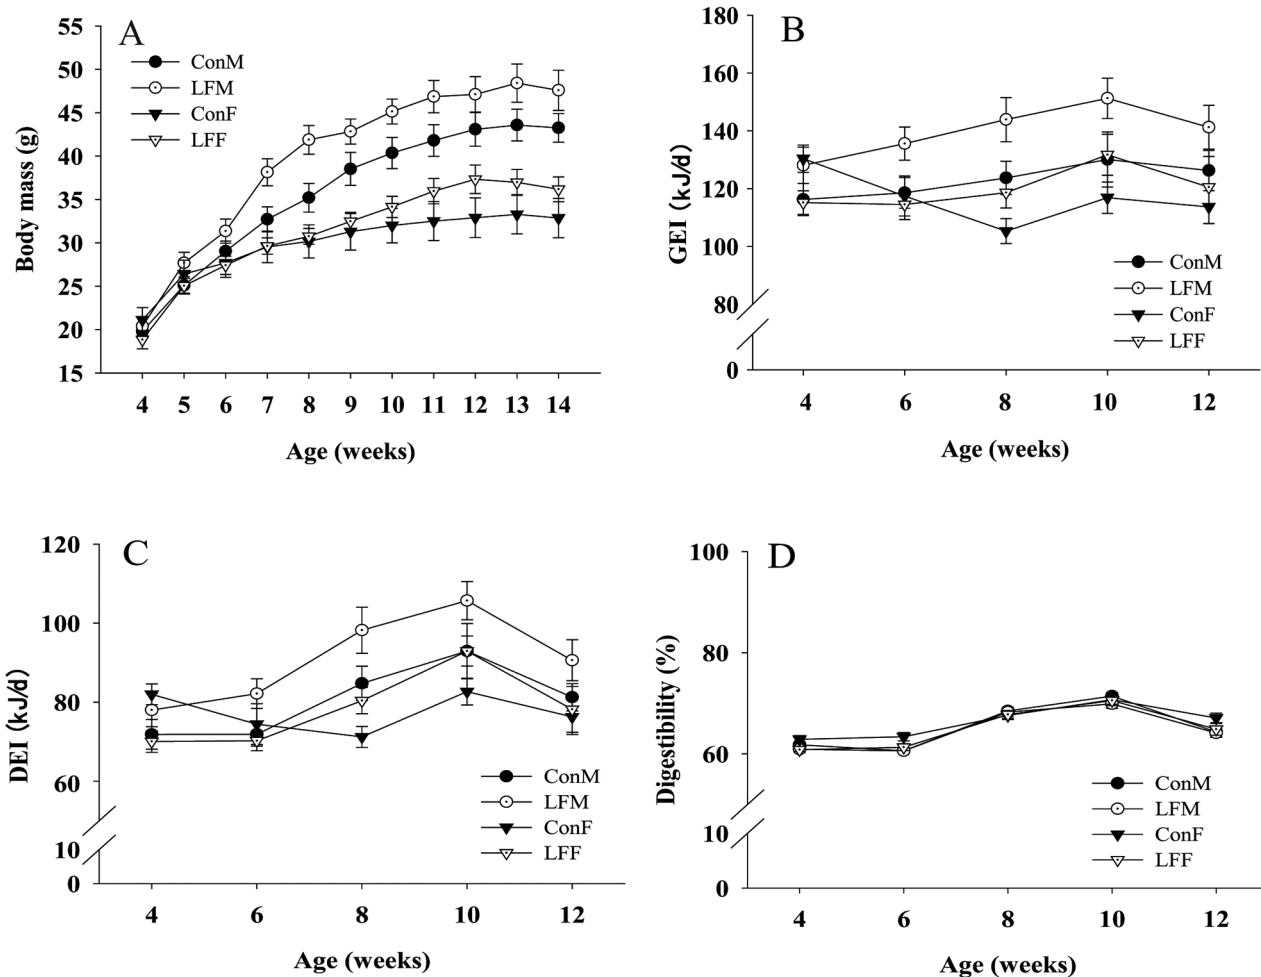 A
ConM
LFM
ConF
LFF
Body mass (g)
55
50
45
40
35
30
25
20
15
4 5 6 7 8 9 10 11 12 13 14
Age (weeks)
B
GEI (kJ/d)
180
160
140
120
100
80
0
ConM
LFM
ConF
LFF
4 6 8 10 12
Age (weeks)
C
DEI (kJ/d)
120
100
80
60
10
0
ConM
LFM
ConF
LFF
4 6 8 10 12
Age (weeks)
D
Digestibility (%)
100
80
60
10
0
ConM
LFM
ConF
LFF
4 6 8 10 12
Age (weeks)